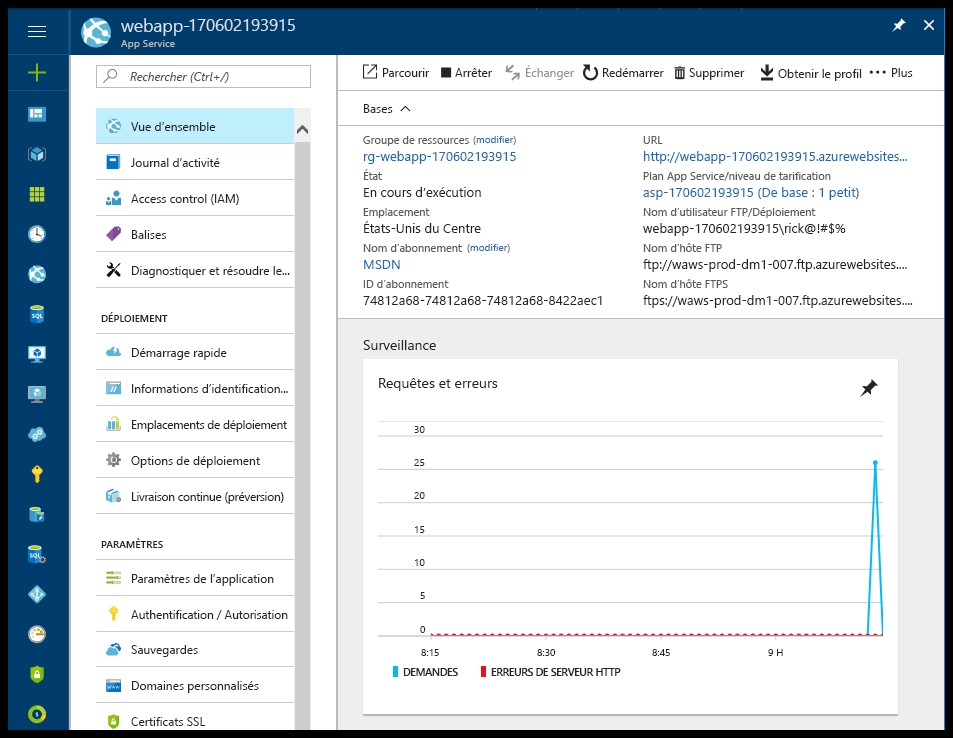 webapp-170602193915
App Service
Rechercher (Ctrl+/)
Vue d'ensemble
Journal d'activité
Access control (IAM)
Balises
Diagnostiquer et résoudre le...
DÉPLOIEMENT
Démarrage rapide
Informations d'identification...
Emplacements de déploiement
Options de déploiement
Livraison continue (préversion)
PARAMÈTRES
Paramètres de l'application
Authentification / Autorisation
Sauvegardes
Domaines personnalisés
Certificats SSL
Parcourir Arrêter Échanger Redémarrer Supprimer Obtenir le profil ••• Plus
Bases
Groupe de ressources (modifier)
rg-webapp-170602193915
État
En cours d'exécution
Emplacement
États-Unis du Centre
Nom d'abonnement (modifier)
MSDN
ID d'abonnement
74812a68-74812a68-74812a68-8422aec1
URL
http://webapp-170602193915.azurewebsites...
Plan App Service/niveau de tarification
asp-170602193915 (De base : 1 petit)
Nom d'utilisateur FTP/Déploiement
webapp-170602193915\rick@!#$%
Nom d'hôte FTP
ftp://waws-prod-dm1-007.ftp.azurewebsites....
Nom d'hôte FTPS
ftps://waws-prod-dm1-007.ftp.azurewebsites....
Surveillance
Requêtes et erreurs
30
25
20
15
10
5
0
8:15 8:30 8:45 9 H
DEMANDES ERREURS DE SERVEUR HTTP